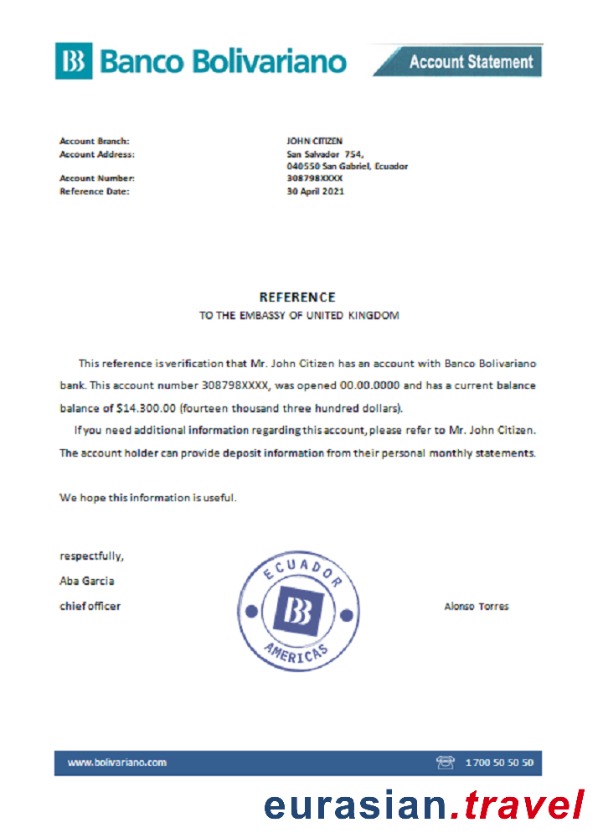 BB Banco Bolivariano
Account Statement
Account Branch: JOHN CITIZEN
Account Address: San Salvador 754,
040550 San Gabriel, Ecuador
Account Number: 308798XXXX
Reference Date: 30 April 2021
REFERENCE
TO THE EMBASSY OF UNITED KINGDOM
This reference is verification that Mr. John Citizen has an account with Banco Bolivariano
bank. This account number 308798XXXX, was opened 00.00.0000 and has a current balance
balance of $14.300.00 (fourteen thousand three hundred dollars).
If you need additional information regarding this account, please refer to Mr. John Citizen.
The account holder can provide deposit information from their personal monthly statements.
We hope this information is useful.
respectfully,
Aba Garcia
chief officer
ECUADOR
BB
AMERICAS
Alonso Torres
www.bolivariano.com
1 700 50 50 50
eurasian.travel